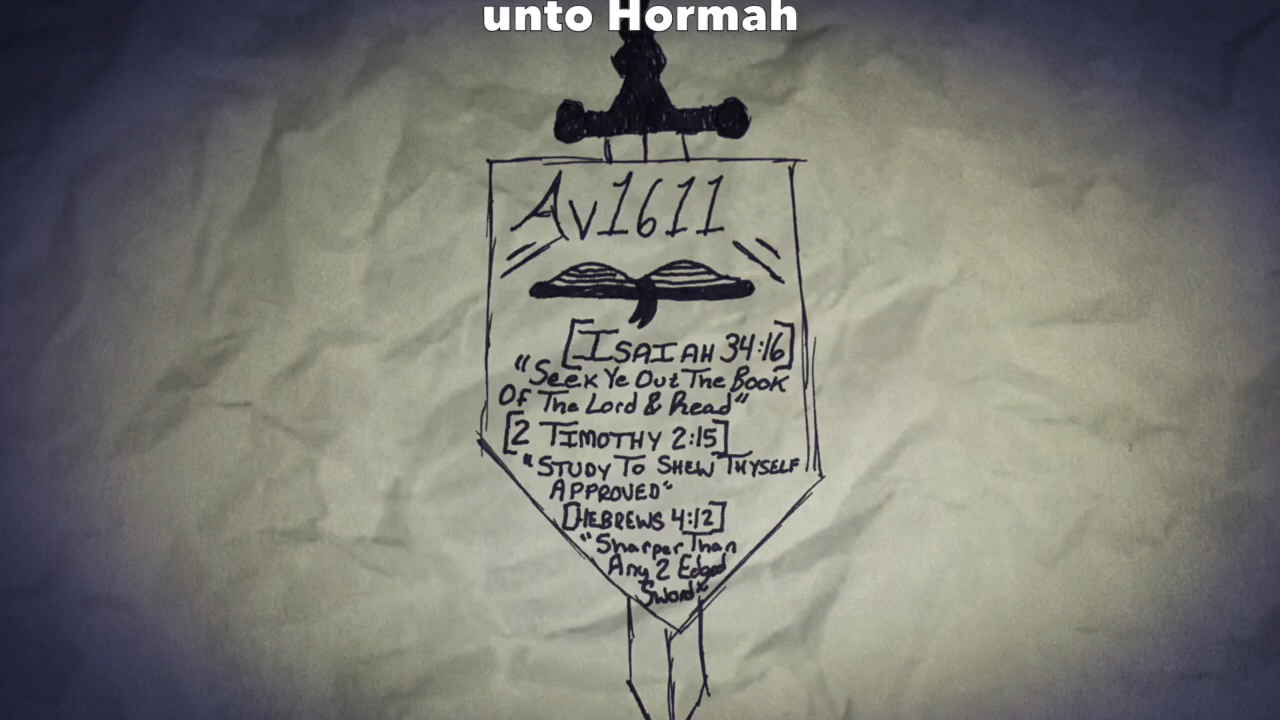 unto Hormah
Av1611
[ISAIAH 34:16]
"Seek Ye Out The Book
Of The Lord & Read"
[2 TIMOTHY 2:15]
"STUDY TO SHEW THYSELF
APPROVED"
[HEBREWS 4:12]
"Sharper Than
Any 2 Edged
Sword"